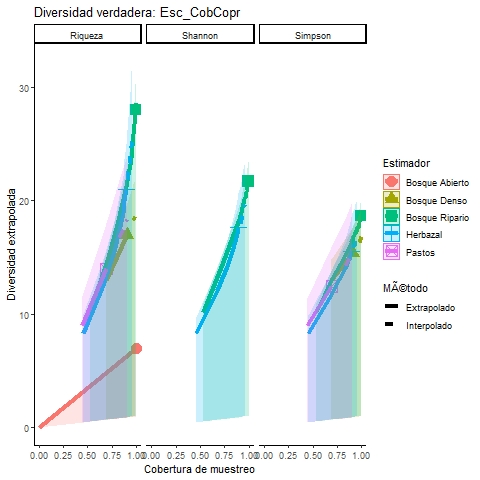 Diversidad verdadera: Esc_CobCopr
Riqueza Shannon Simpson
Diversidad extrapolada
30
20
10
0
0.00 0.25 0.50 0.75 1.00 0.00 0.25 0.50 0.75 1.00 0.00 0.25 0.50 0.75 1.00
Cobertura de muestreo
Estimador
Bosque Abierto
Bosque Denso
Bosque Ripario
Herbazal
Pastos
MÃ©todo
Extrapolado
Interpolado